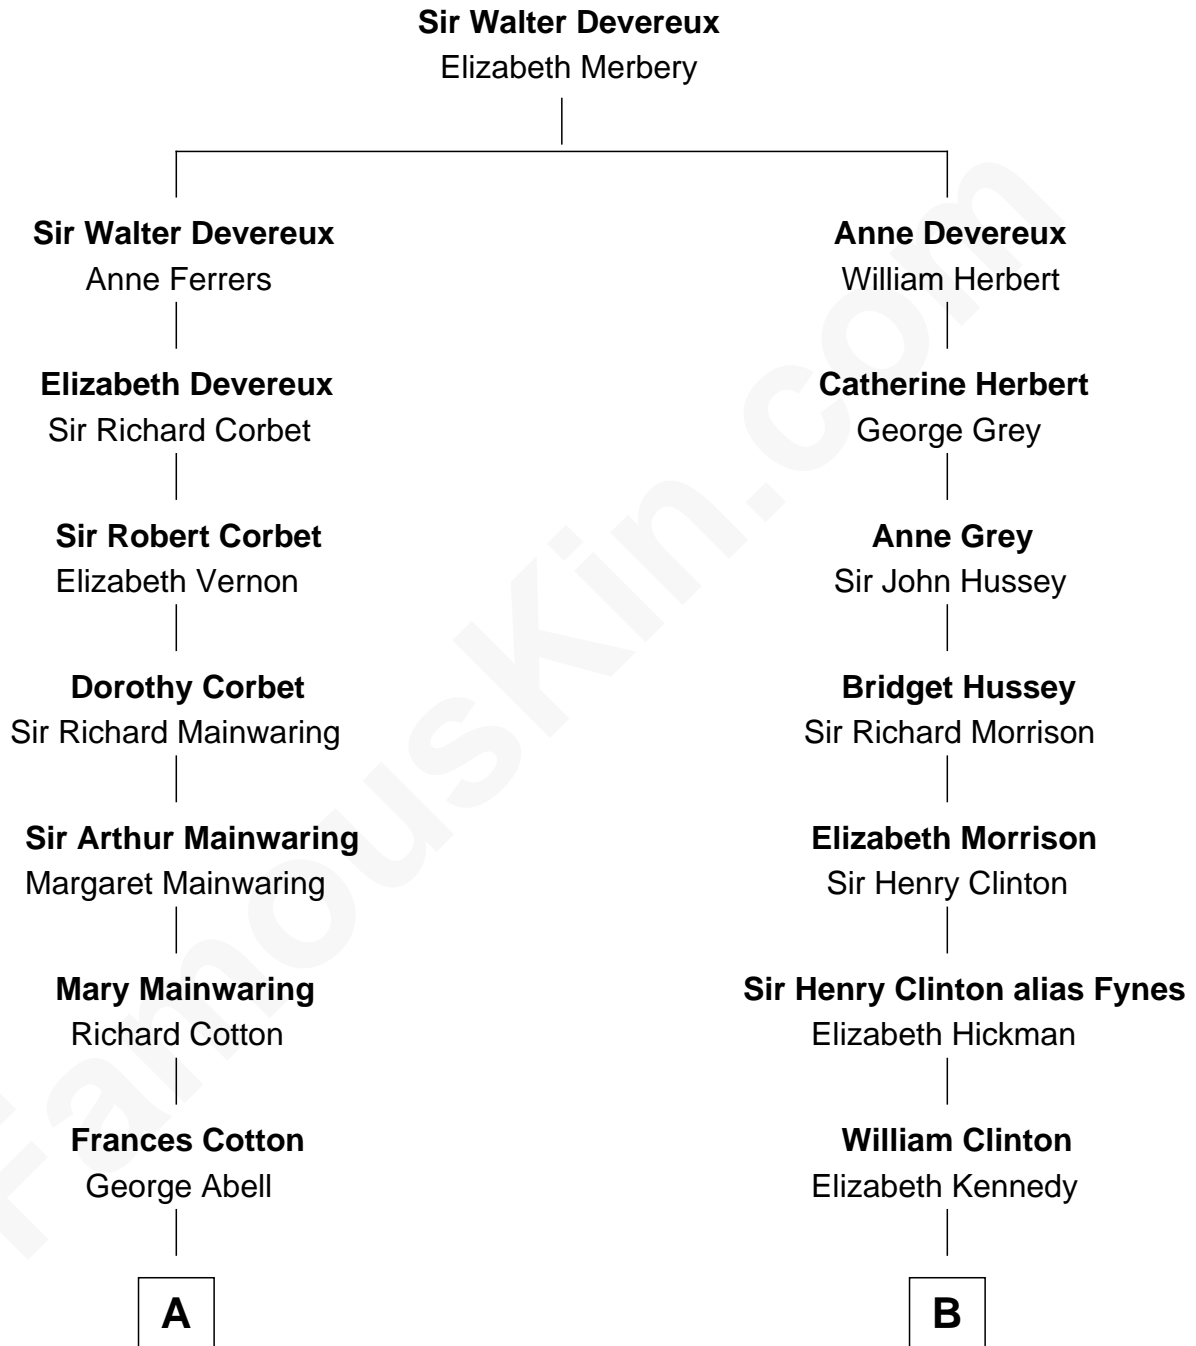 Sir Walter Devereux
Elizabeth Merbery
Sir Walter Devereux
Anne Ferrers
Anne Devereux
William Herbert
Elizabeth Devereux
Sir Richard Corbet
Catherine Herbert
George Grey
Sir Robert Corbet
Elizabeth Vernon
Anne Grey
Sir John Hussey
Dorothy Corbet
Sir Richard Mainwaring
Bridget Hussey
Sir Richard Morrison
Sir Arthur Mainwaring
Margaret Mainwaring
Elizabeth Morrison
Sir Henry Clinton
Mary Mainwaring
Richard Cotton
Sir Henry Clinton alias Fynes
Elizabeth Hickman
Frances Cotton
George Abell
William Clinton
Elizabeth Kennedy
A
B
FamousKin.com